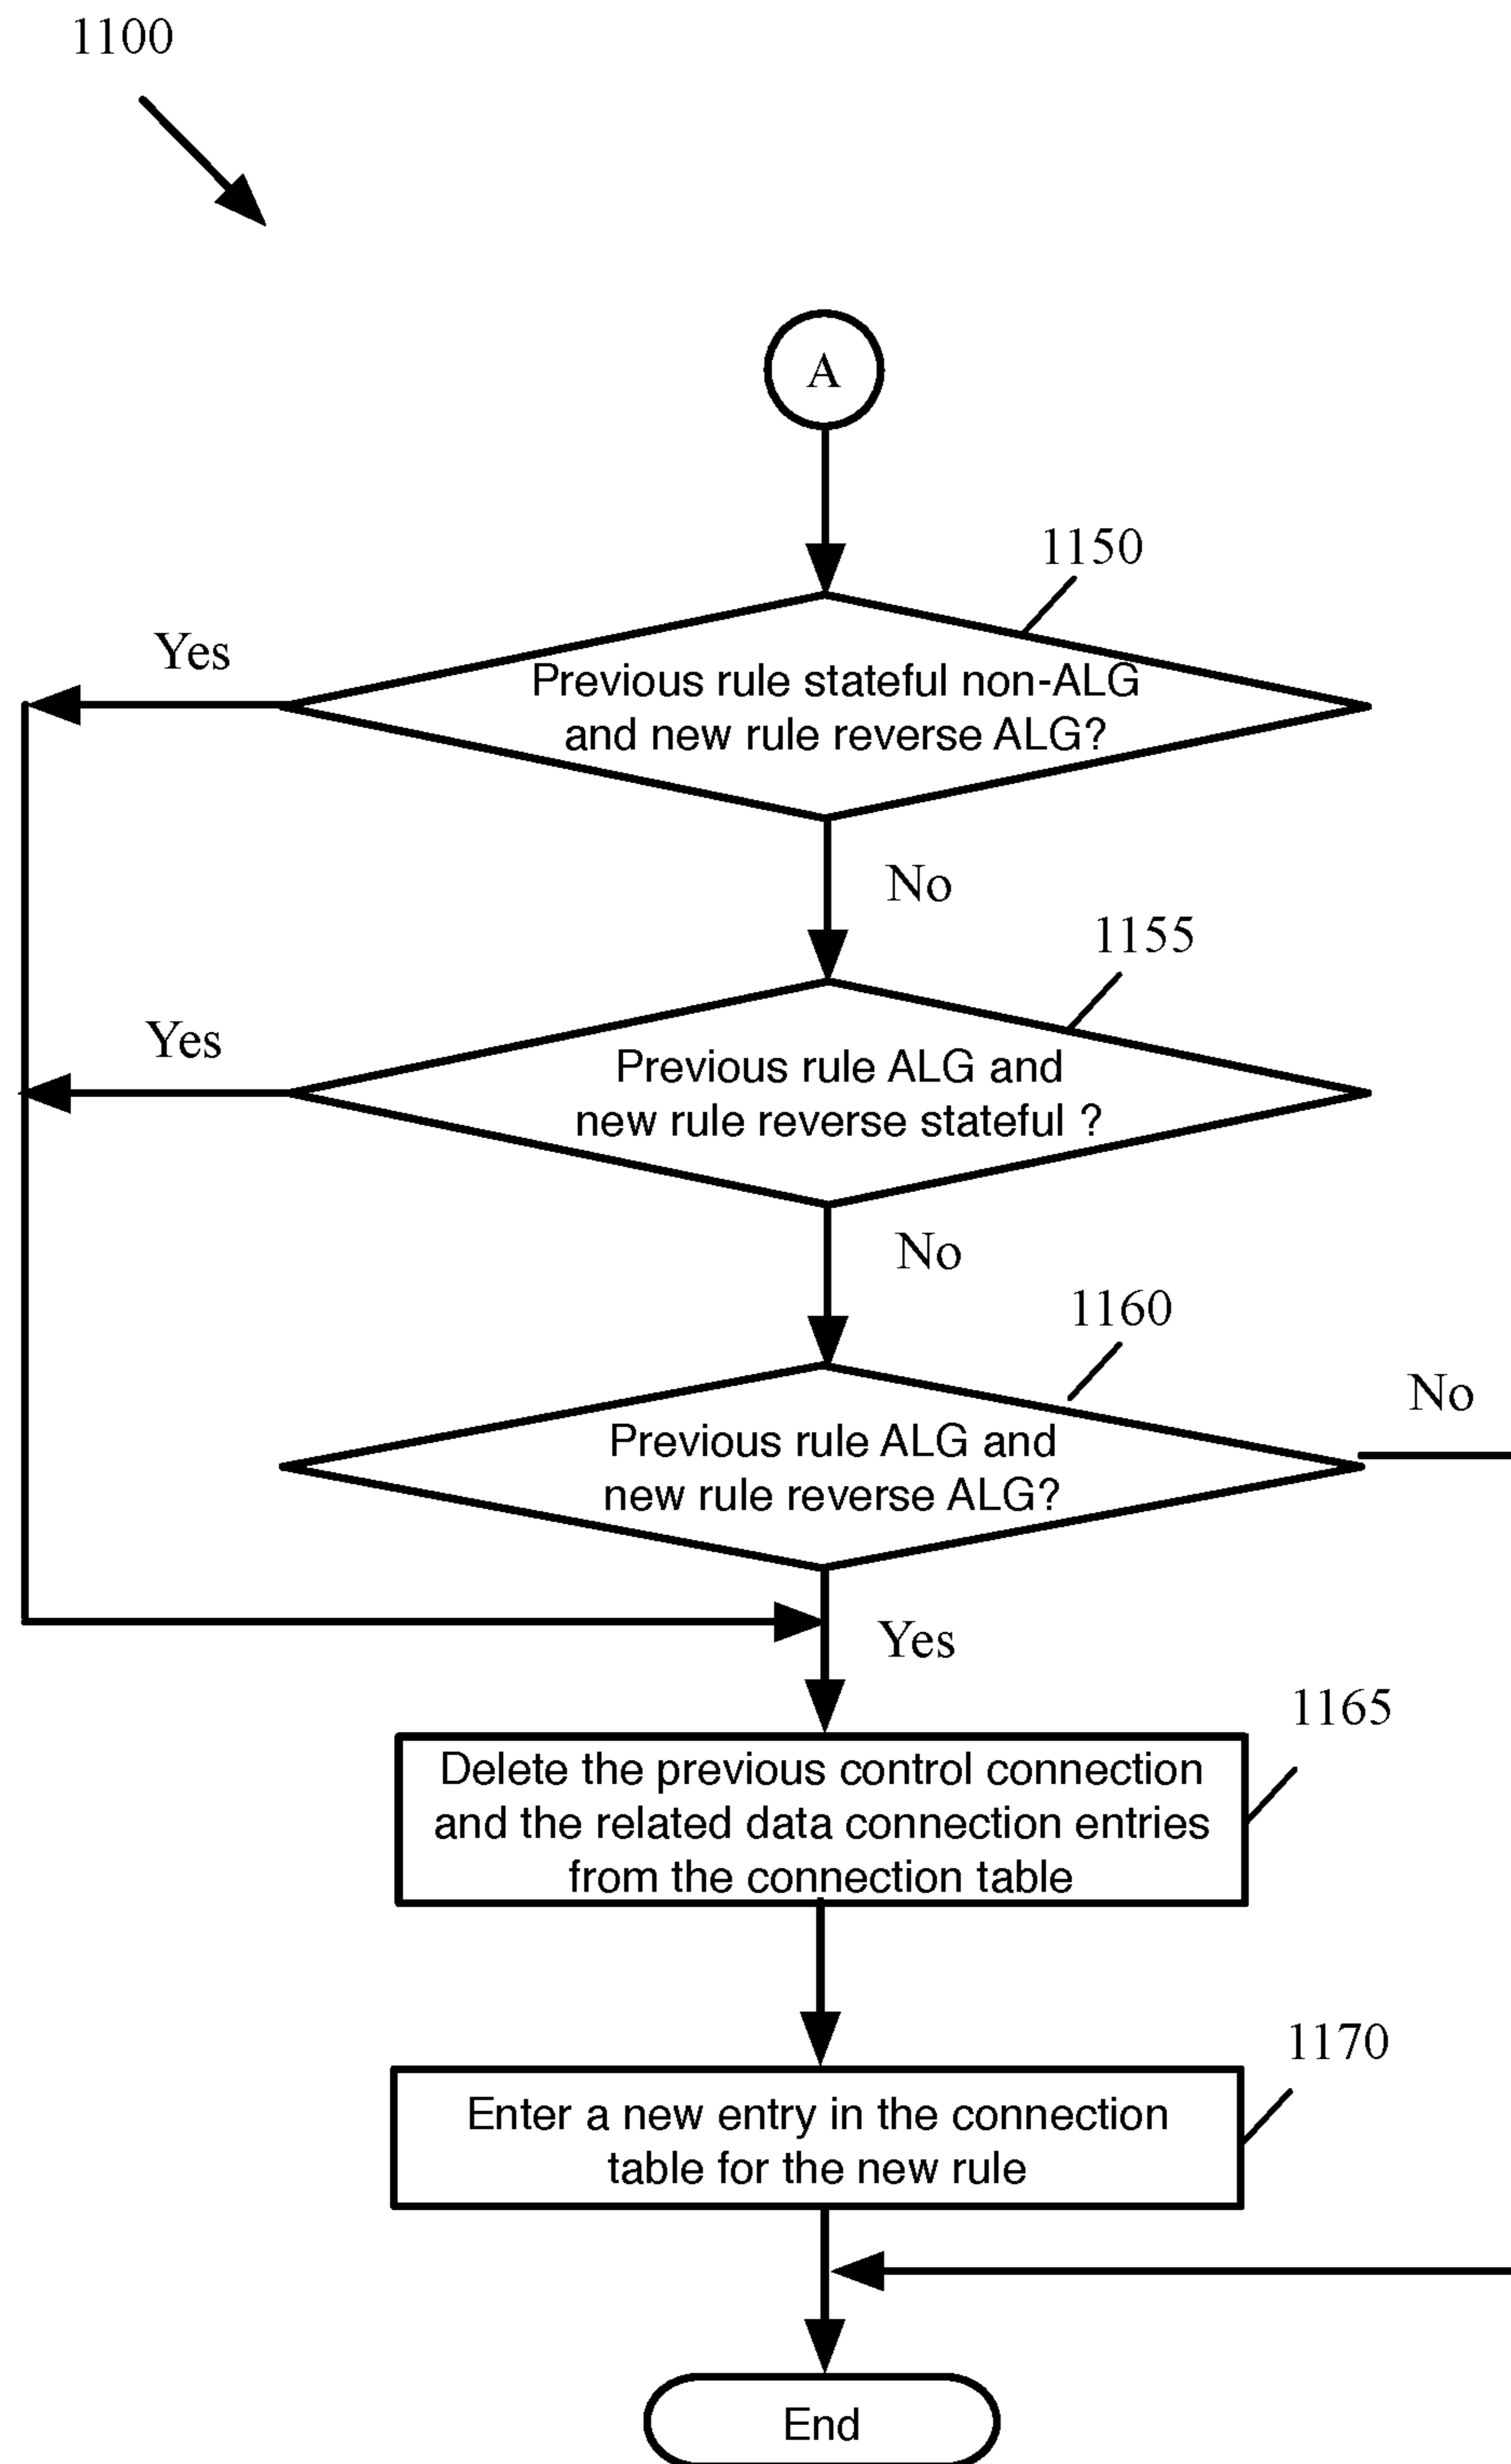 1100
A
1150
Yes
Previous rule stateful non-ALG
and new rule reverse ALG?
No
1155
Yes
Previous rule ALG and
new rule reverse stateful ?
No
1160
No
Previous rule ALG and
new rule reverse ALG?
Yes
1165
Delete the previous control connection
and the related data connection entries
from the connection table
1170
Enter a new entry in the connection
table for the new rule
End